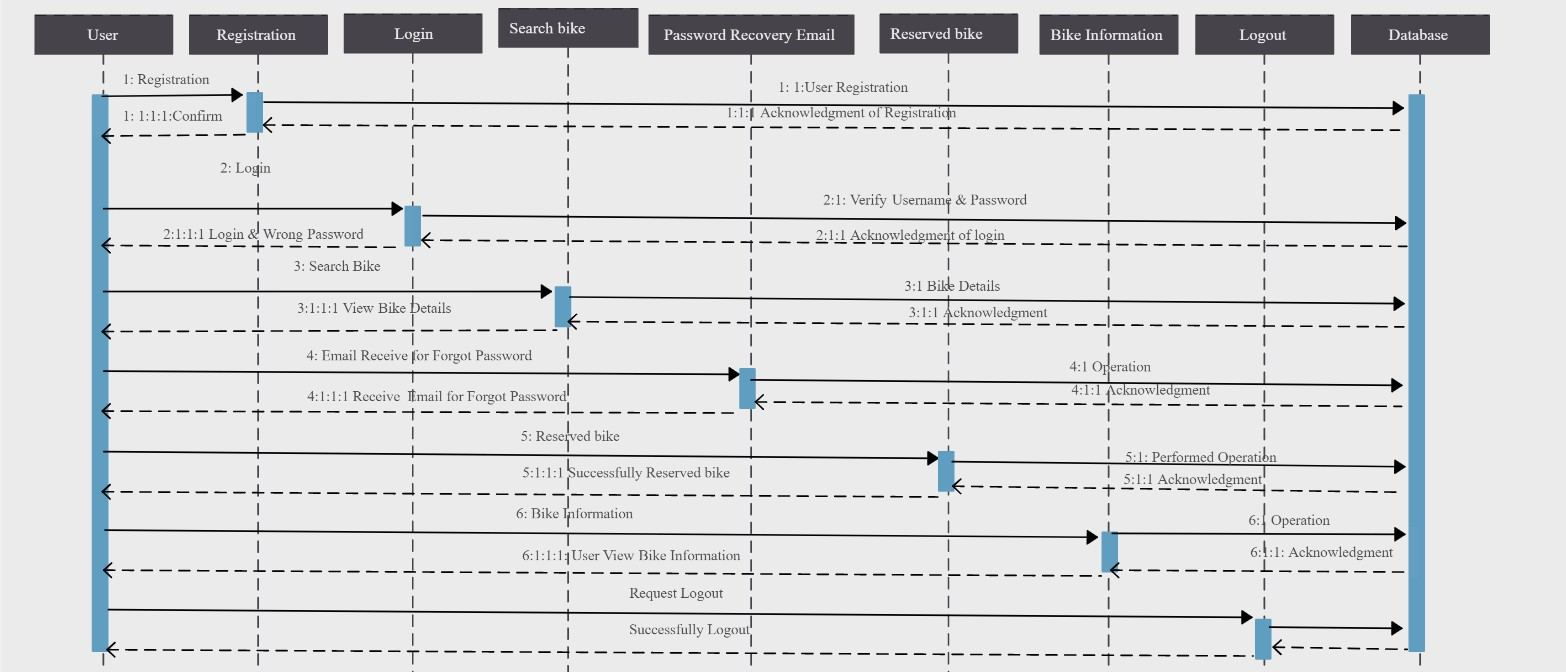 User
Registration
Login
Search bike
Password Recovery Email
Reserved bike
Bike Information
Logout
Database
1: Registration
1: 1:User Registration
1:1:1 Acknowledgment of Registration
1: 1:1:1:Confirm
2: Login
2:1: Verify Username & Password
2:1:1:1 Login & Wrong Password
2:1:1 Acknowledgment of login
3: Search Bike
3:1 Bike Details
3:1:1:1 View Bike Details
3:1:1 Acknowledgment
4: Email Receive for Forgot Password
4:1 Operation
4:1:1:1 Receive Email for Forgot Password
4:1:1 Acknowledgment
5: Reserved bike
5:1: Performed Operation
5:1:1:1 Successfully Reserved bike
5:1:1 Acknowledgment
6: Bike Information
6:1 Operation
6:1:1:1: User View Bike Information
6:1:1: Acknowledgment
Request Logout
Successfully Logout